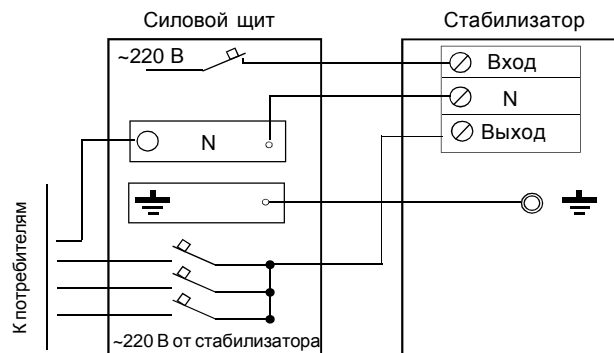 Силовой щит
Стабилизатор
~220 В
Вход
N
N
Выход
К потребителям
~220 В от стабилизатора